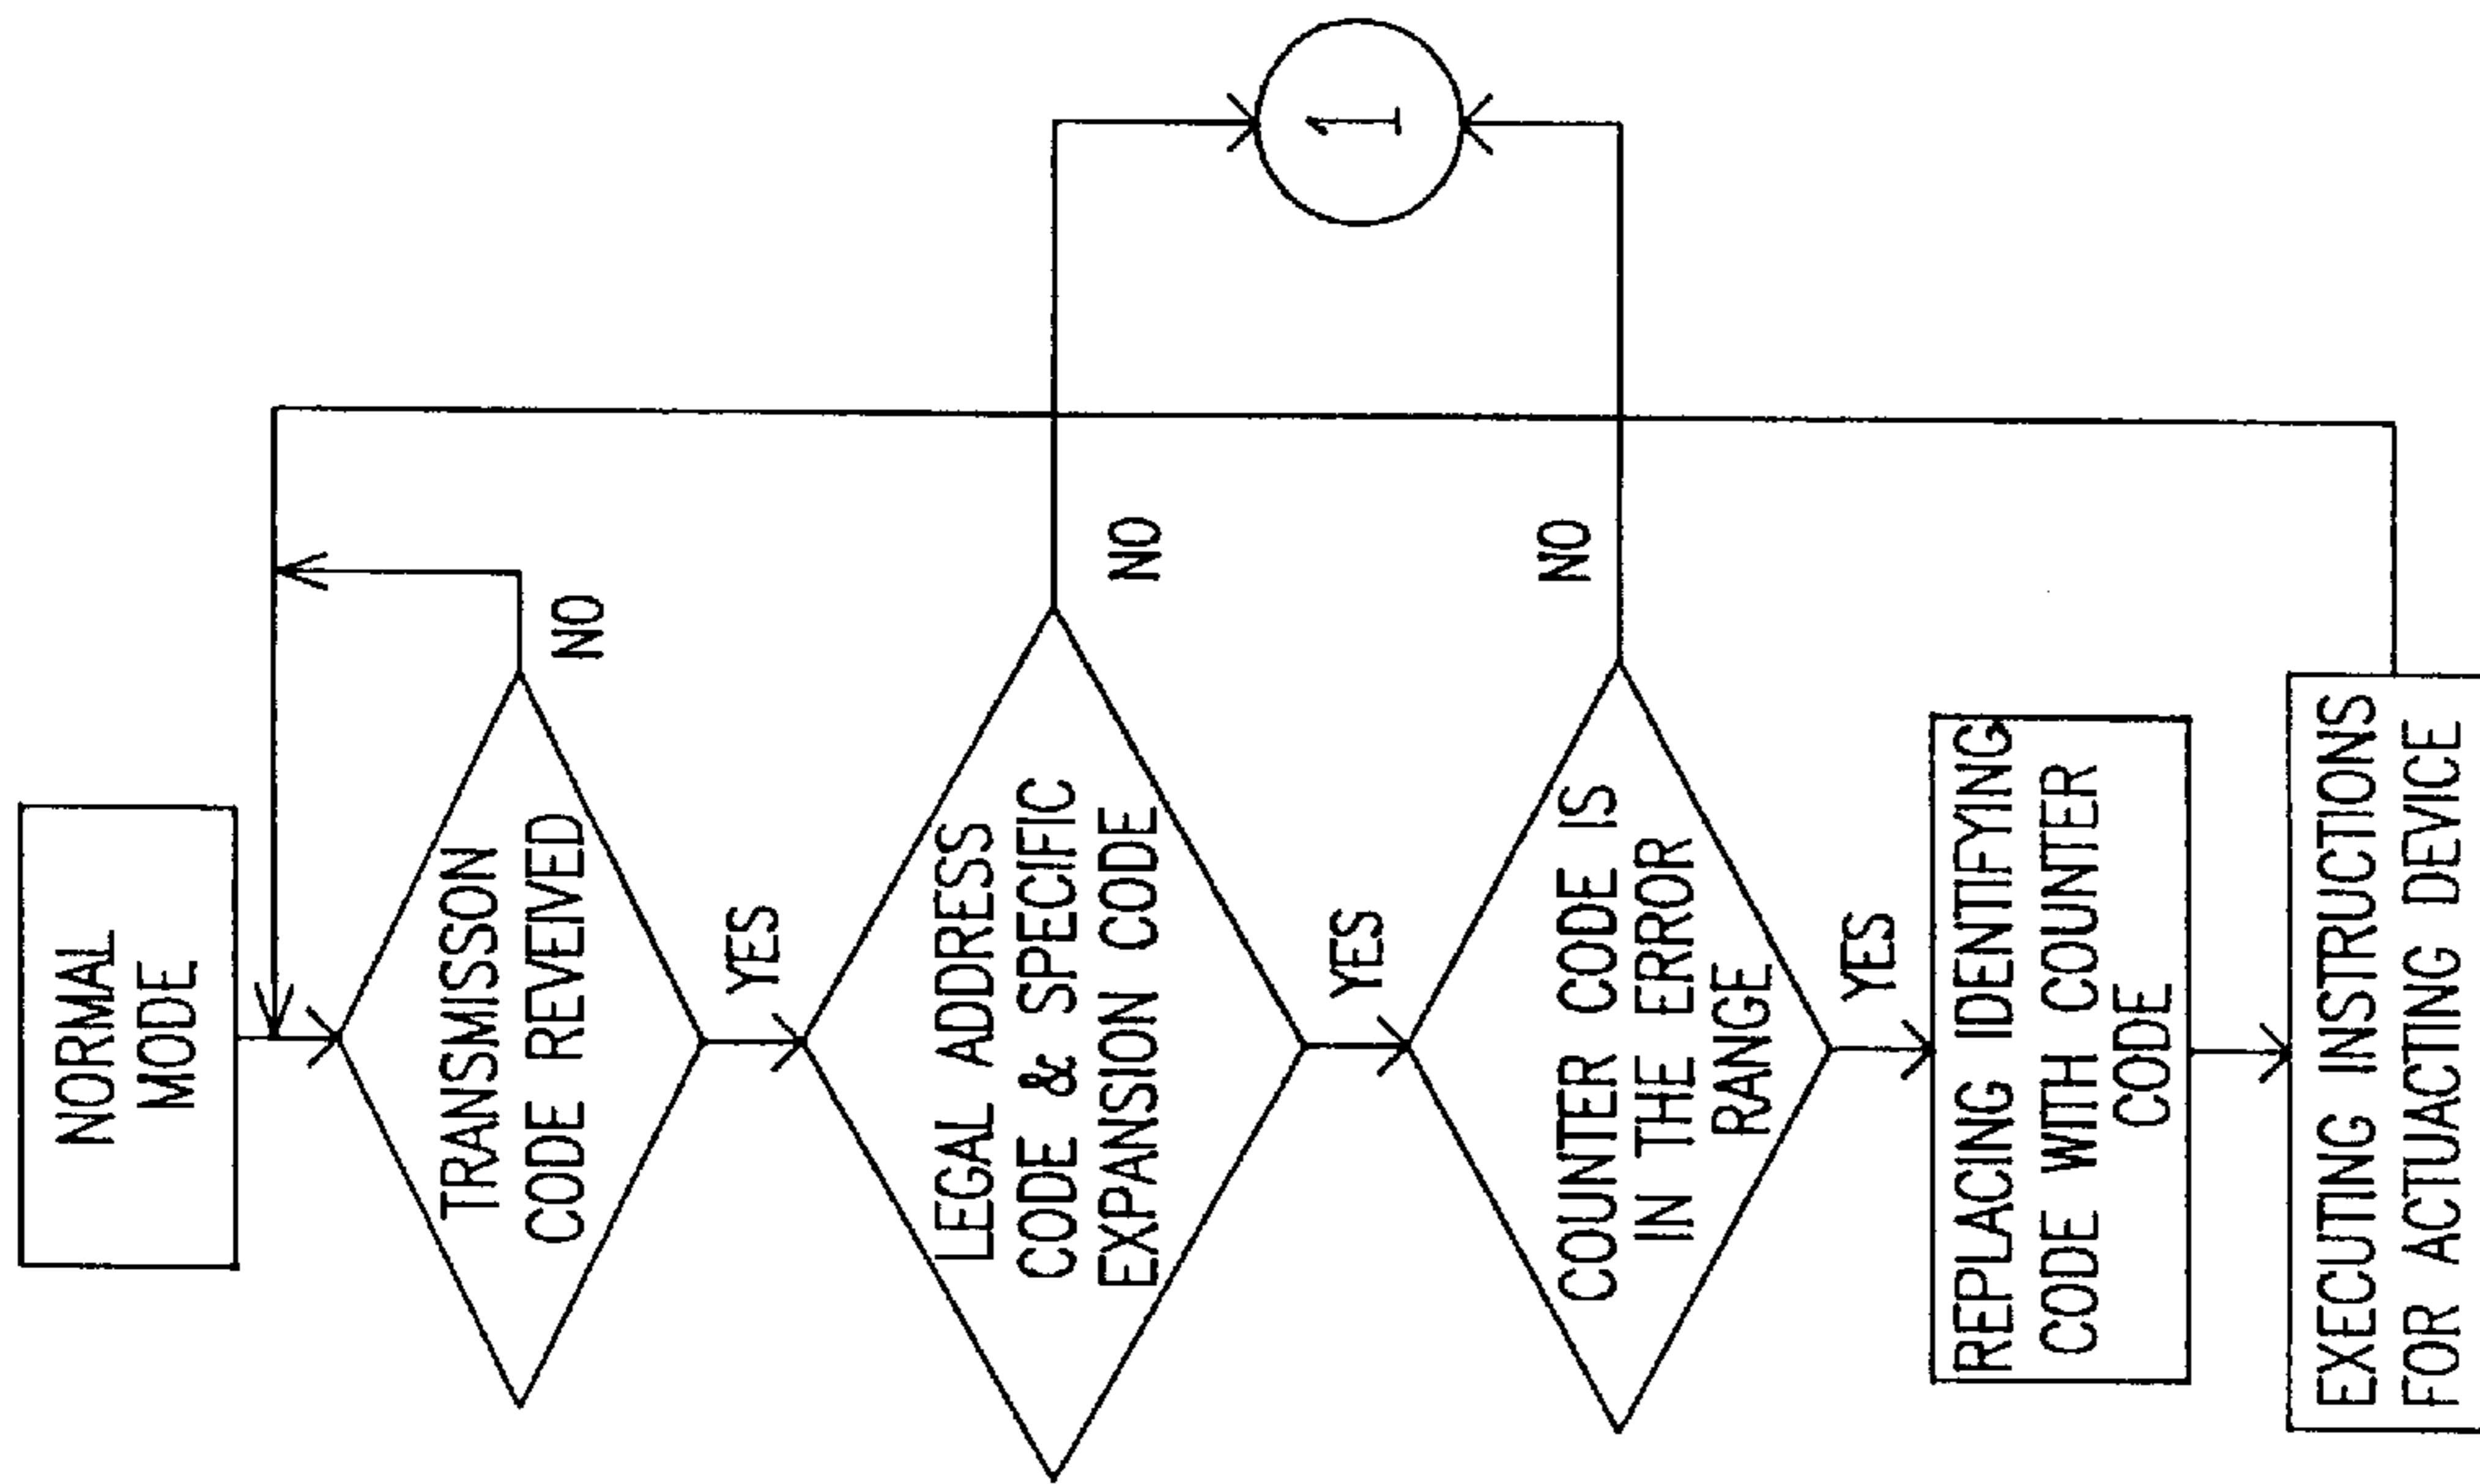 NORMAL
MODE
TRANSMISSON
CODE REVEIVED
NO
YES
LEGAL ADDRESS
CODE & SPECIFIC
EXPANSION CODE
NO
YES
1
COUNTER CODE IS
IN THE ERROR
RANGE
NO
YES
REPLACING IDENTIFYING
CODE WITH COUNTER
CODE
EXECUTING INSTRUCTIONS
FOR ACTUACTING DEVICE